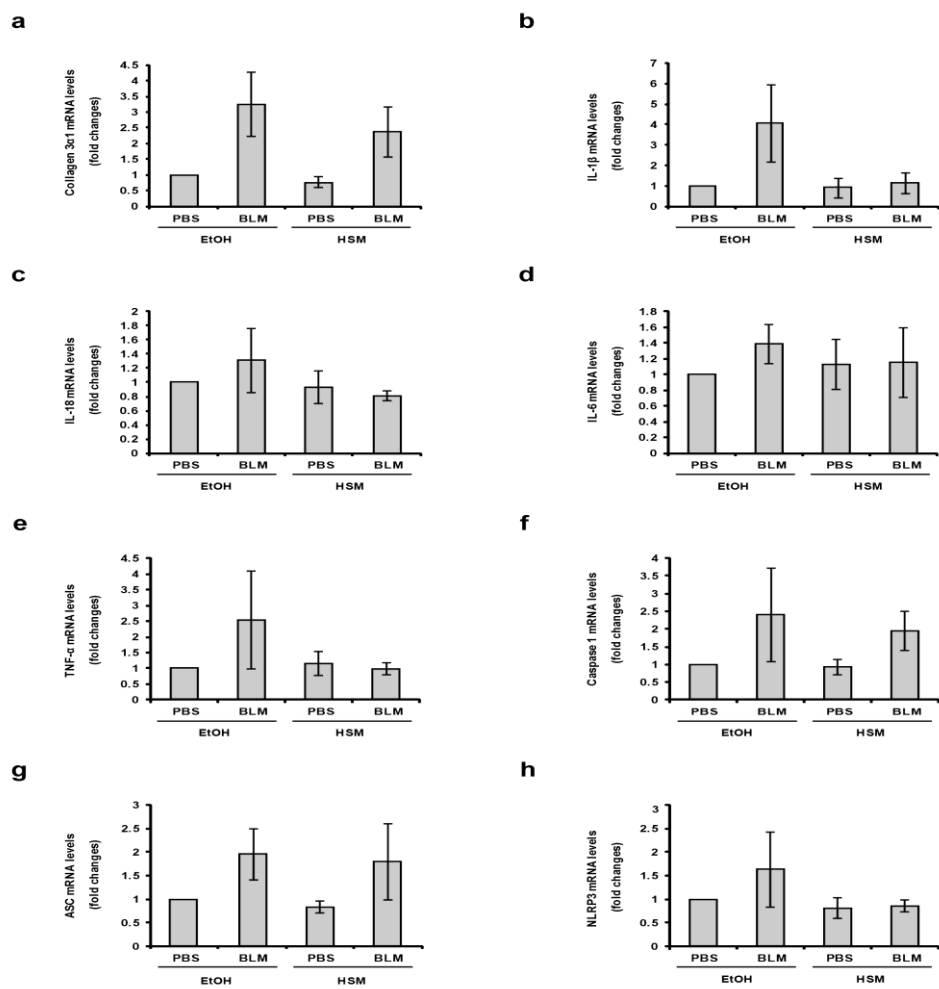 a
Collagen 3α1 mRNA levels
(fold changes)
4.5
4
3.5
3
2.5
2
1.5
1
0.5
0
PBS BLM PBS BLM
EtOH HSM
b
IL-1β mRNA levels
(fold changes)
7
6
5
4
3
2
1
0
PBS BLM PBS BLM
EtOH HSM
c
IL-18 mRNA levels
(fold changes)
2
1.8
1.6
1.4
1.2
1
0.8
0.6
0.4
0.2
0
PBS BLM PBS BLM
EtOH HSM
d
IL-6 mRNA levels
(fold changes)
1.8
1.6
1.4
1.2
1
0.8
0.6
0.4
0.2
0
PBS BLM PBS BLM
EtOH HSM
e
TNF-α mRNA levels
(fold changes)
4.5
4
3.5
3
2.5
2
1.5
1
0.5
0
PBS BLM PBS BLM
EtOH HSM
f
Caspase 1 mRNA levels
(fold changes)
4
3.5
3
2.5
2
1.5
1
0.5
0
PBS BLM PBS BLM
EtOH HSM
g
ASC mRNA levels
(fold changes)
3
2.5
2
1.5
1
0.5
0
PBS BLM PBS BLM
EtOH HSM
h
NLRP3 mRNA levels
(fold changes)
3
2.5
2
1.5
1
0.5
0
PBS BLM PBS BLM
EtOH HSM